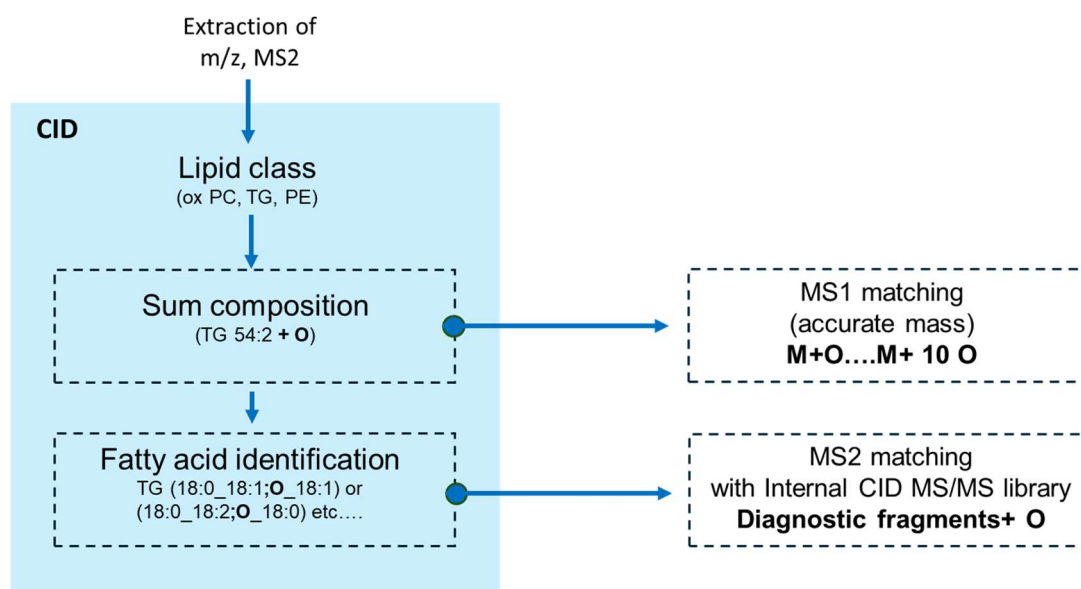 Extraction of
m/z, MS2
CID
Lipid class
(ox PC, TG, PE)
Sum composition
(TG 54:2 + O)
MS1 matching
(accurate mass)
M+O....M+ 10 O
Fatty acid identification
TG (18:0_18:1;O_18:1) or
(18:0_18:2;O_18:0) etc….
MS2 matching
with Internal CID MS/MS library
Diagnostic fragments+ O